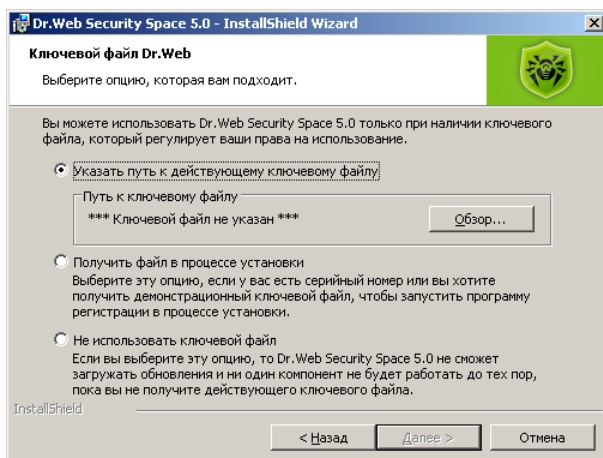 Dr.Web Security Space 5.0 - InstallShield Wizard
Ключевой файл Dr.Web
Выберите опцию, которая вам подходит.
Вы можете использовать Dr.Web Security Space 5.0 только при наличии ключевого
файла, который регулирует ваши права на использование.
Указать путь к действующему ключевому файлу
Путь к ключевому файлу
*** Ключевой файл не указан ***
Обзор...
Получить файл в процессе установки
Выберите эту опцию, если у вас есть серийный номер или вы хотите
получить демонстрационный ключевой файл, чтобы запустить программу
регистрации в процессе установки.
Не использовать ключевой файл
Если вы выберите эту опцию, то Dr.Web Security Space 5.0 не сможет
загружать обновления и ни один компонент не будет работать до тех пор,
пока вы не получите действующего ключевого файла.
InstallShield
< Назад
Далее >
Отмена